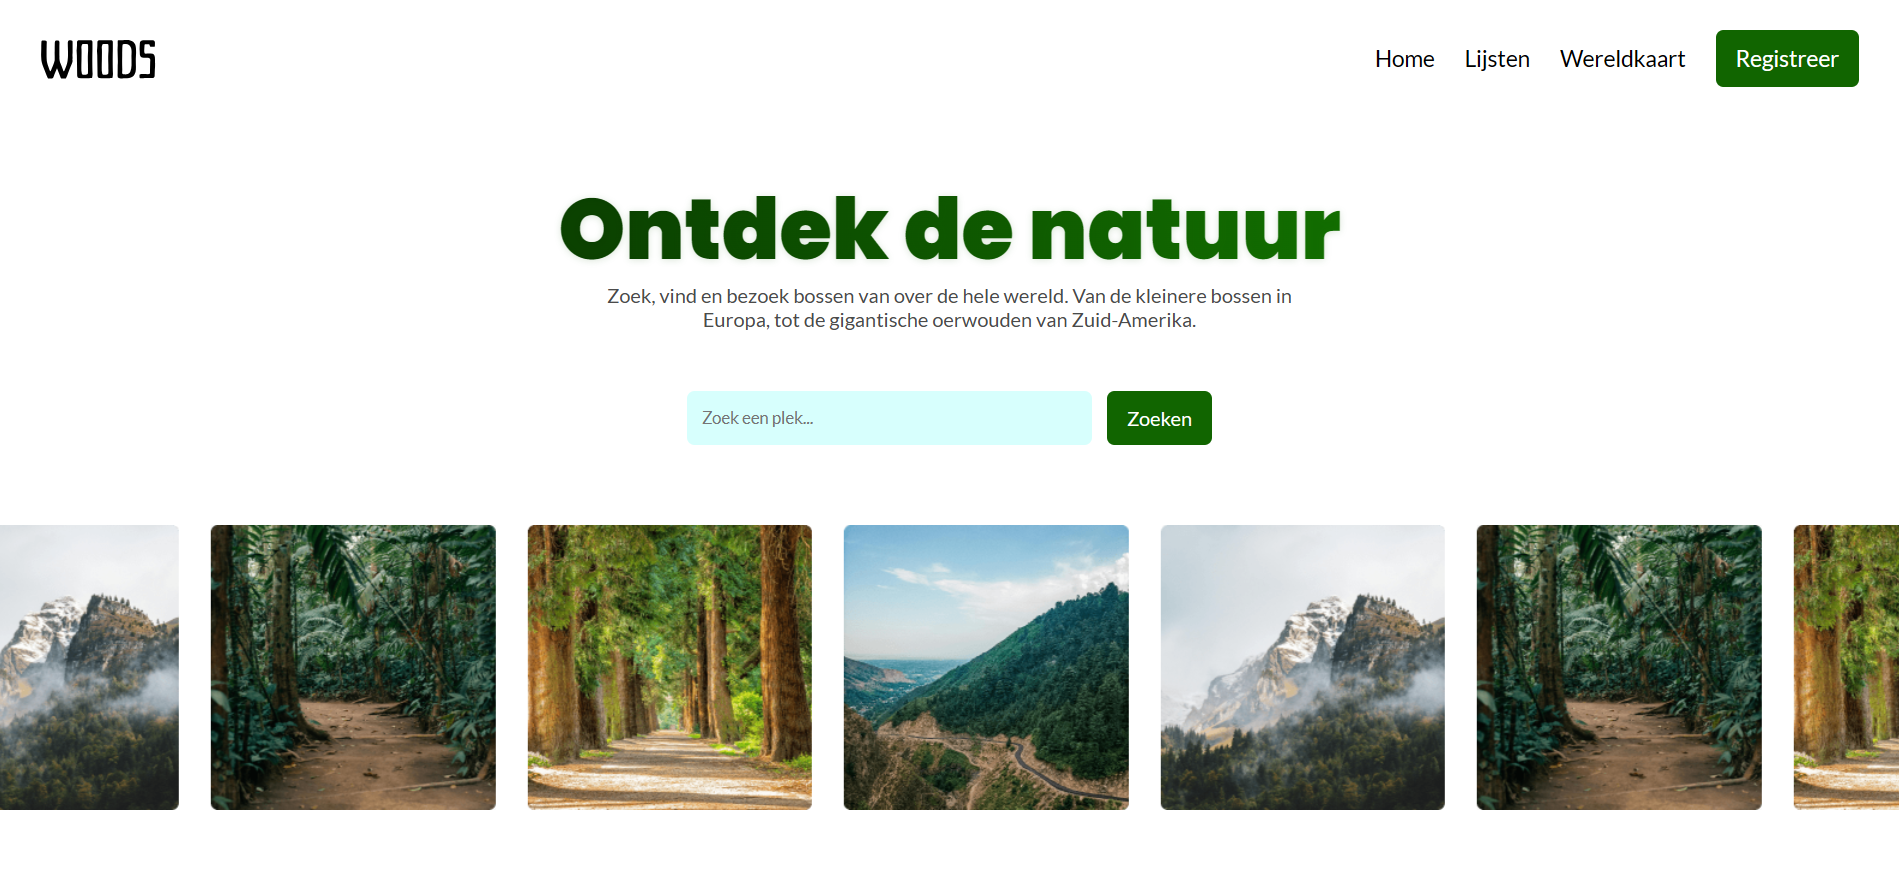 WOODS
Home
Lijsten
Wereldkaart
Registreer
Ontdek de natuur
Zoek, vind en bezoek bossen van over de hele wereld. Van de kleinere bossen in
Europa, tot de gigantische oerwouden van Zuid-Amerika.
Zoek een plek...
Zoeken